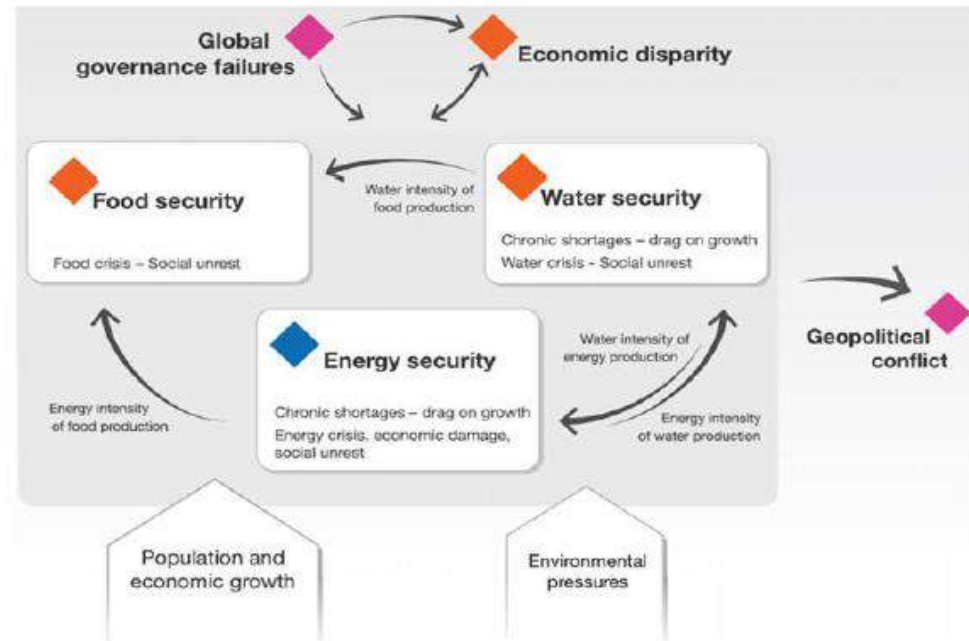 Global
governance failures
Economic disparity
Food security
Food crisis – Social unrest
Water intensity of
food production
Water security
Chronic shortages – drag on growth
Water crisis - Social unrest
Geopolitical
conflict
Energy security
Chronic shortages – drag on growth
Energy crisis, economic damage,
social unrest
Water intensity of
energy production
Energy intensity
of food production
Energy intensity
of water production
Population and
economic growth
Environmental
pressures